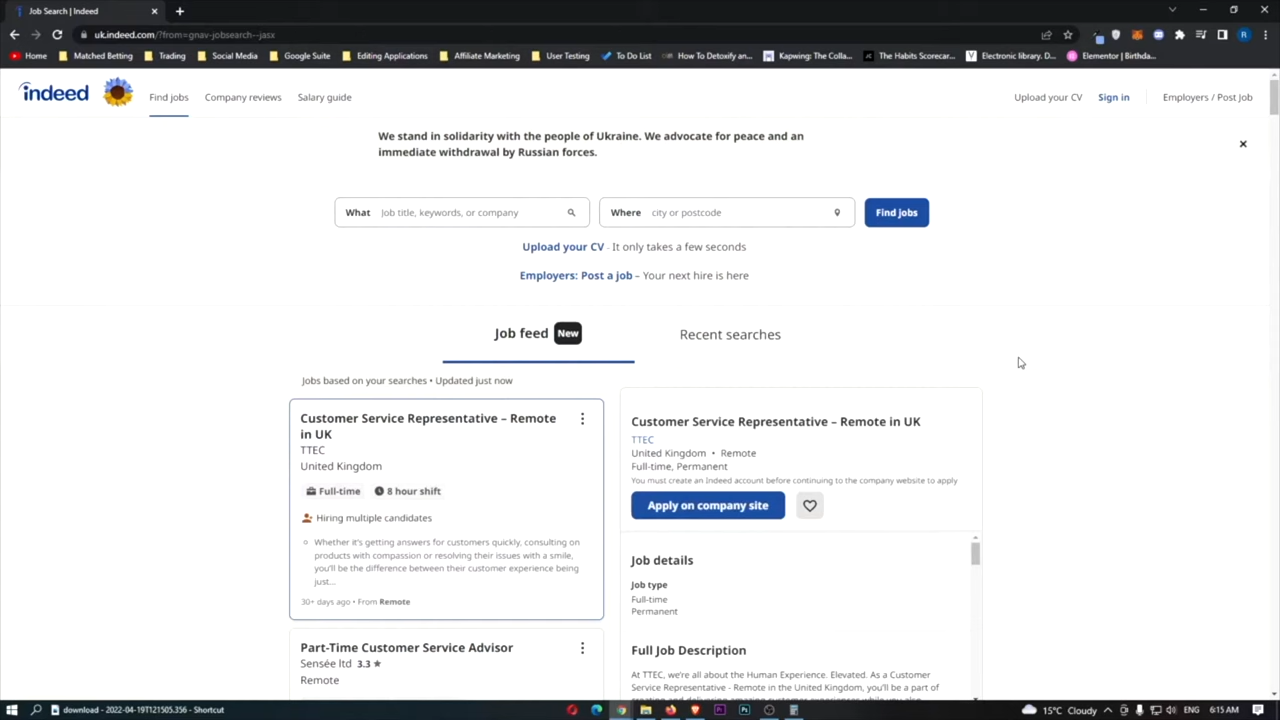 Job Search | Indeed
uk.indeed.com/?from=gnav-jobsearch--jasx
Home Matched Betting Trading Social Media Google Suite Editing Applications Affiliate Marketing User Testing To Do List How To Detoxify an... Kapwing: The Colla... The Habits Scorecar... Electronic library. D... Elementor | Birthda...
indeed Find jobs Company reviews Salary guide Upload your CV Sign in Employers / Post Job
We stand in solidarity with the people of Ukraine. We advocate for peace and an
immediate withdrawal by Russian forces.
What Job title, keywords, or company Where city or postcode Find jobs
Upload your CV - It only takes a few seconds
Employers: Post a job – Your next hire is here
Job feed New Recent searches
Jobs based on your searches • Updated just now
Customer Service Representative – Remote
in UK
TTEC
United Kingdom
Full-time 8 hour shift
Hiring multiple candidates
Whether it's getting answers for customers quickly, consulting on
products with compassion or resolving their issues with a smile,
you'll be the difference between their customer experience being
just...
30+ days ago • From Remote
Part-Time Customer Service Advisor
Sensée ltd 3.3
Remote
Customer Service Representative – Remote in UK
TTEC
United Kingdom • Remote
Full-time, Permanent
You must create an Indeed account before continuing to the company website to apply
Apply on company site
Job details
Job type
Full-time
Permanent
Full Job Description
At TTEC, we're all about the Human Experience. Elevated. As a Customer
Service Representative - Remote in the United Kingdom, you'll be a part of
download - 2022-04-19T121505.356 - Shortcut 15°C Cloudy ENG 6:15 AM